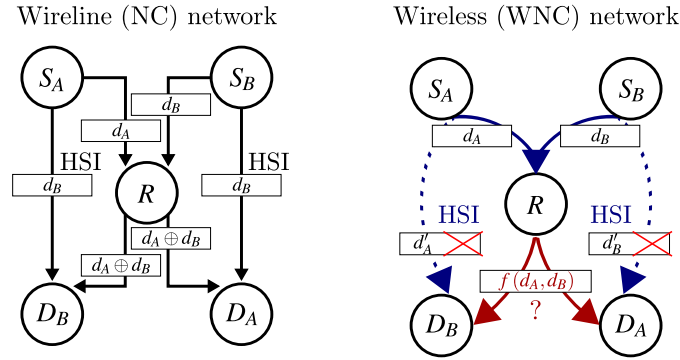 Wireline (NC) network
S_A
S_B
d_B
d_A
HSI
HSI
d_B
R
d_B
d_A ⊕ d_B
d_A ⊕ d_B
D_B
D_A
Wireless (WNC) network
S_A
S_B
d_A
d_B
R
HSI
HSI
d'_A
d'_B
f(d_A, d_B)
?
D_B
D_A